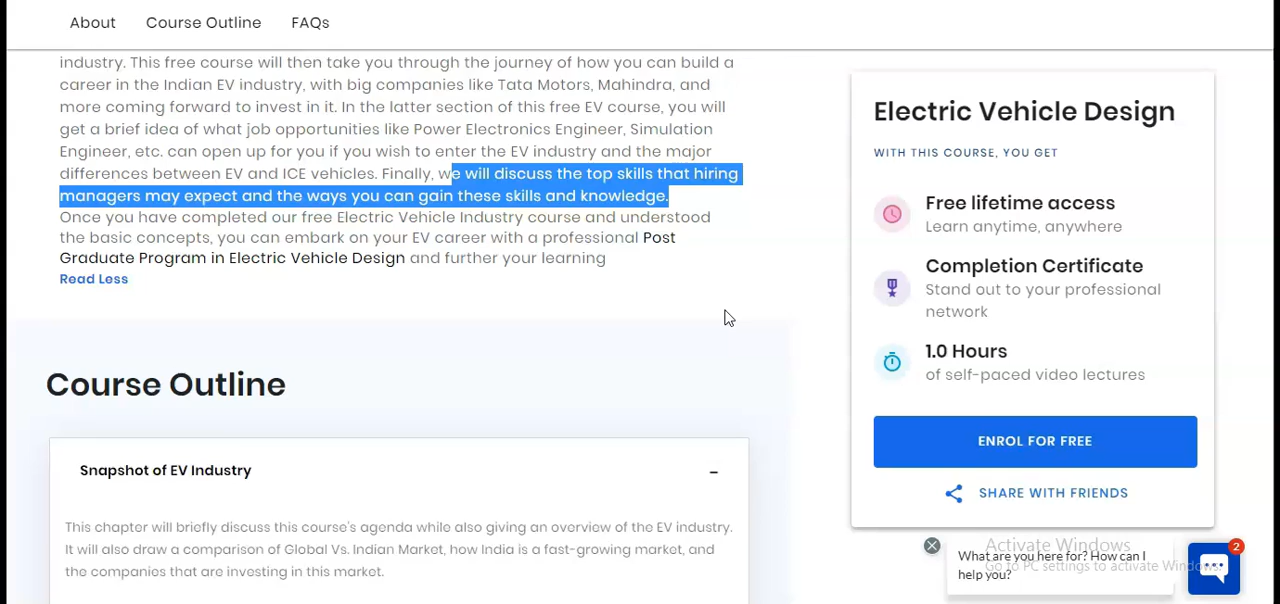 About Course Outline FAQs
industry. This free course will then take you through the journey of how you can build a
career in the Indian EV industry, with big companies like Tata Motors, Mahindra, and
more coming forward to invest in it. In the latter section of this free EV course, you will
get a brief idea of what job opportunities like Power Electronics Engineer, Simulation
Engineer, etc. can open up for you if you wish to enter the EV industry and the major
differences between EV and ICE vehicles. Finally, we will discuss the top skills that hiring
managers may expect and the ways you can gain these skills and knowledge.
Once you have completed our free Electric Vehicle Industry course and understood
the basic concepts, you can embark on your EV career with a professional Post
Graduate Program in Electric Vehicle Design and further your learning
Read Less
Course Outline
Snapshot of EV Industry –
This chapter will briefly discuss this course's agenda while also giving an overview of the EV industry.
It will also draw a comparison of Global Vs. Indian Market, how India is a fast-growing market, and
the companies that are investing in this market.
Electric Vehicle Design
WITH THIS COURSE, YOU GET
Free lifetime access
Learn anytime, anywhere
Completion Certificate
Stand out to your professional
network
1.0 Hours
of self-paced video lectures
ENROL FOR FREE
SHARE WITH FRIENDS
What are you here for? How can I
help you?
2
Activate Windows
Go to PC settings to activate Windows.